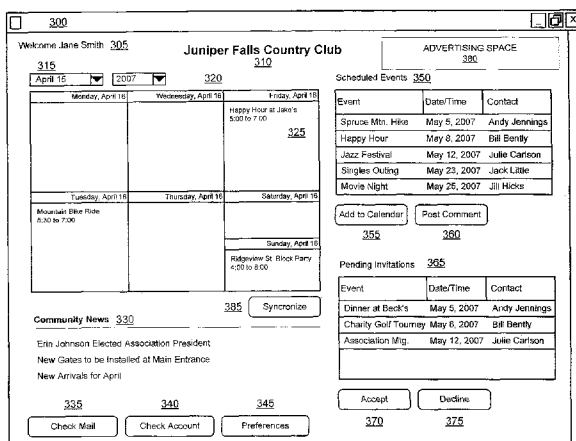 300
Welcome Jane Smith 305
Juniper Falls Country Club
310
ADVERTISING SPACE
380
315
April 15 2007
320
Monday, April 16
Wednesday, April 16
Friday, April 16
Happy Hour at Jake's
5:00 to 7:00
325
Tuesday, April 16
Thursday, April 16
Saturday, April 16
Mountain Bike Ride
5:30 to 7:00
Sunday, April 16
Ridgeview St. Block Party
4:00 to 8:00
385
Syncronize
Community News 330
Erin Johnson Elected Association President
New Gates to be Installed at Main Entrance
New Arrivals for April
335 340 345
Check Mail Check Account Preferences
Scheduled Events 350
Event Date/Time Contact
Spruce Mtn. Hike May 5, 2007 Andy Jennings
Happy Hour May 8, 2007 Bill Bently
Jazz Festival May 12, 2007 Julie Carlson
Singles Outing May 23, 2007 Jack Little
Movie Night May 25, 2007 Jill Hicks
Add to Calendar Post Comment
355 360
Pending Invitations 365
Event Date/Time Contact
Dinner at Beck's May 5, 2007 Andy Jennings
Charity Golf Tourney May 6, 2007 Bill Bently
Association Mtg. May 12, 2007 Julie Carlson
Accept Decline
370 375